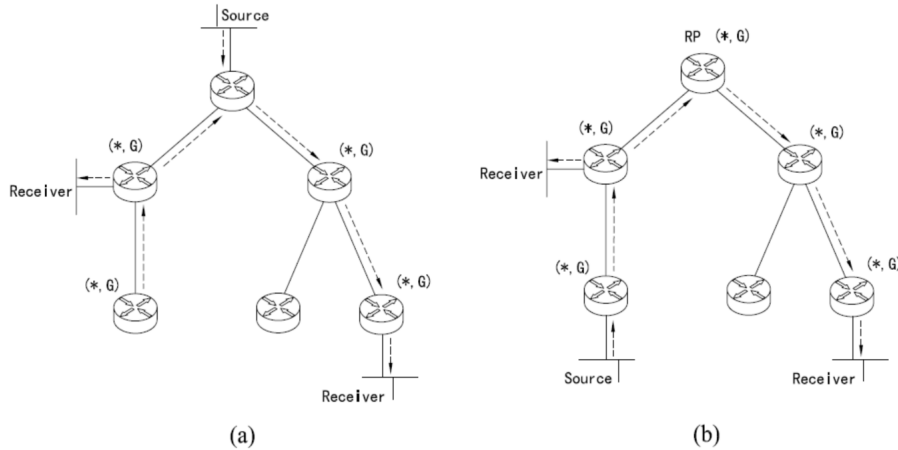 Source
(*,G)
(*,G)
Receiver
(*,G)
(*,G)
Receiver
(a)
RP (*,G)
(*,G)
(*,G)
Receiver
(*,G)
(*,G)
Source
Receiver
(b)